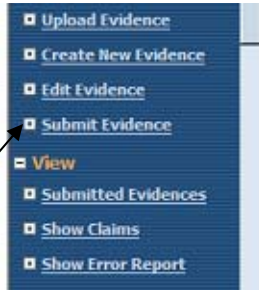 Upload Evidence
Create New Evidence
Edit Evidence
Submit Evidence
View
Submitted Evidences
Show Claims
Show Error Report